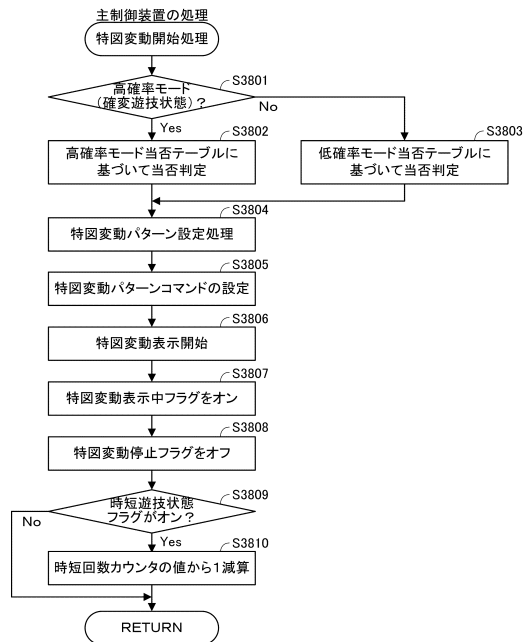 主制御装置の処理
特図変動開始処理
S3801
高確率モード
(確変遊技状態)?
No
Yes
S3802
高確率モード当否テーブルに
基づいて当否判定
S3803
低確率モード当否テーブルに
基づいて当否判定
S3804
特図変動パターン設定処理
S3805
特図変動パターンコマンドの設定
S3806
特図変動表示開始
S3807
特図変動表示中フラグをオン
S3808
特図変動停止フラグをオフ
S3809
時短遊技状態
フラグがオン?
No
Yes
S3810
時短回数カウンタの値から1減算
RETURN